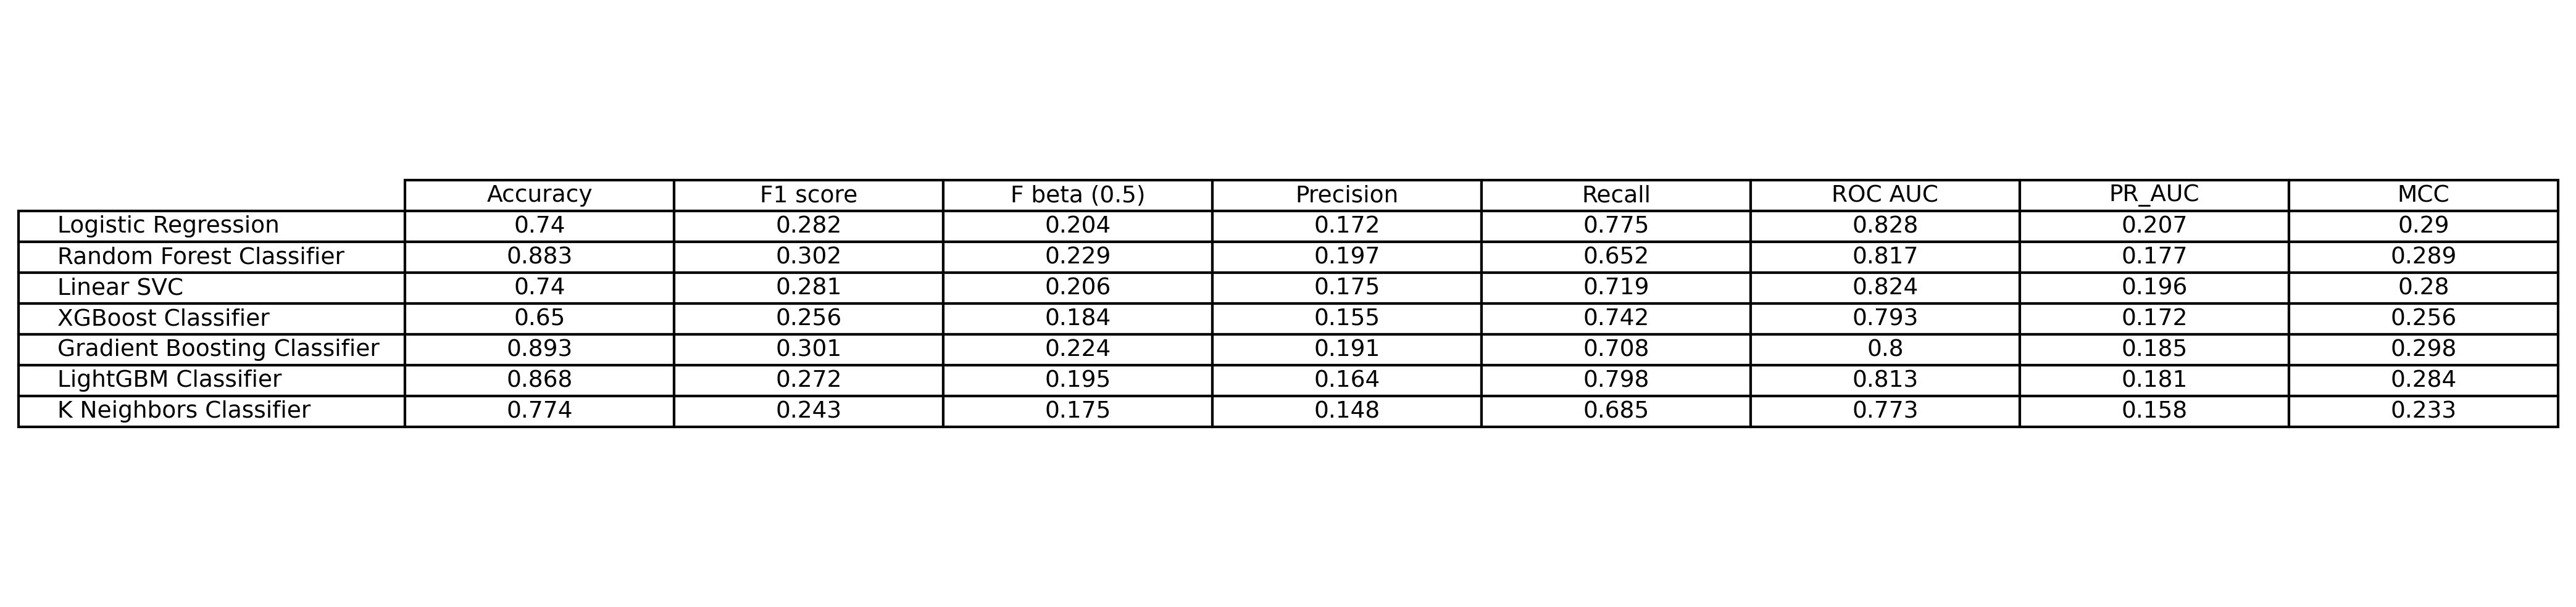 Accuracy F1 score F beta (0.5) Precision Recall ROC AUC PR_AUC MCC
Logistic Regression 0.74 0.282 0.204 0.172 0.775 0.828 0.207 0.29
Random Forest Classifier 0.883 0.302 0.229 0.197 0.652 0.817 0.177 0.289
Linear SVC 0.74 0.281 0.206 0.175 0.719 0.824 0.196 0.28
XGBoost Classifier 0.65 0.256 0.184 0.155 0.742 0.793 0.172 0.256
Gradient Boosting Classifier 0.893 0.301 0.224 0.191 0.708 0.8 0.185 0.298
LightGBM Classifier 0.868 0.272 0.195 0.164 0.798 0.813 0.181 0.284
K Neighbors Classifier 0.774 0.243 0.175 0.148 0.685 0.773 0.158 0.233